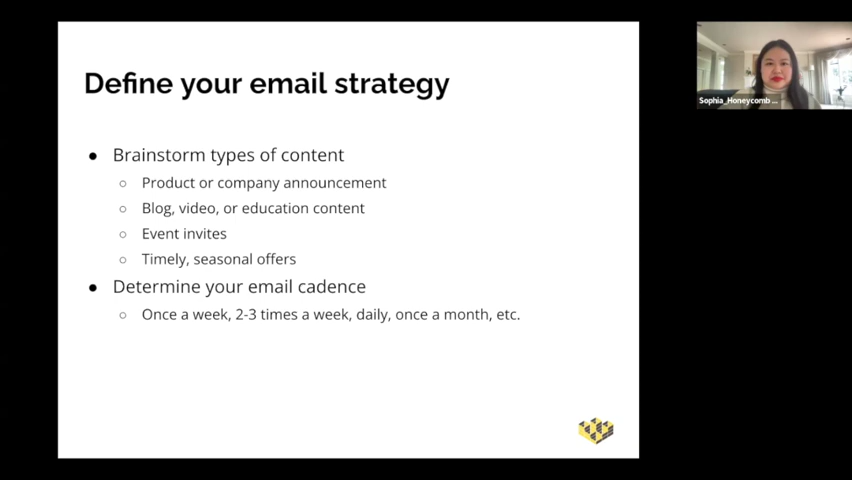 Define your email strategy
● Brainstorm types of content
○ Product or company announcement
○ Blog, video, or education content
○ Event invites
○ Timely, seasonal offers
● Determine your email cadence
○ Once a week, 2-3 times a week, daily, once a month, etc.
Sophia_Honeycomb ...